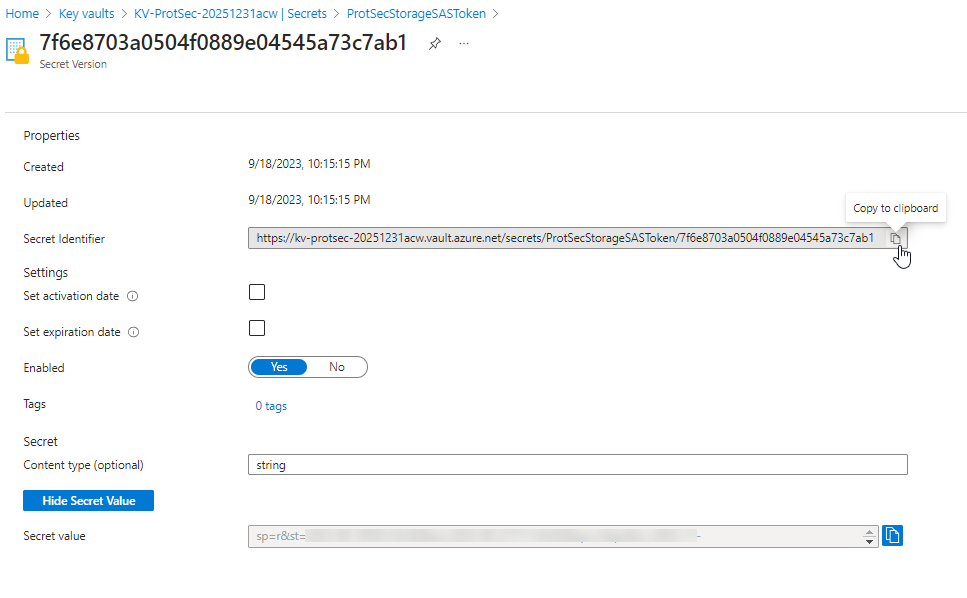 Home > Key vaults > KV-ProtSec-20251231acw | Secrets > ProtSecStorageSASToken >
7f6e8703a0504f0889e04545a73c7ab1
Secret Version
Properties
Created 9/18/2023, 10:15:15 PM
Updated 9/18/2023, 10:15:15 PM
Copy to clipboard
Secret Identifier https://kv-protsec-20251231acw.vault.azure.net/secrets/ProtSecStorageSASToken/7f6e8703a0504f0889e04545a73c7ab1
Settings
Set activation date
Set expiration date
Enabled Yes No
Tags 0 tags
Secret
Content type (optional) string
Hide Secret Value
Secret value sp=r&st=